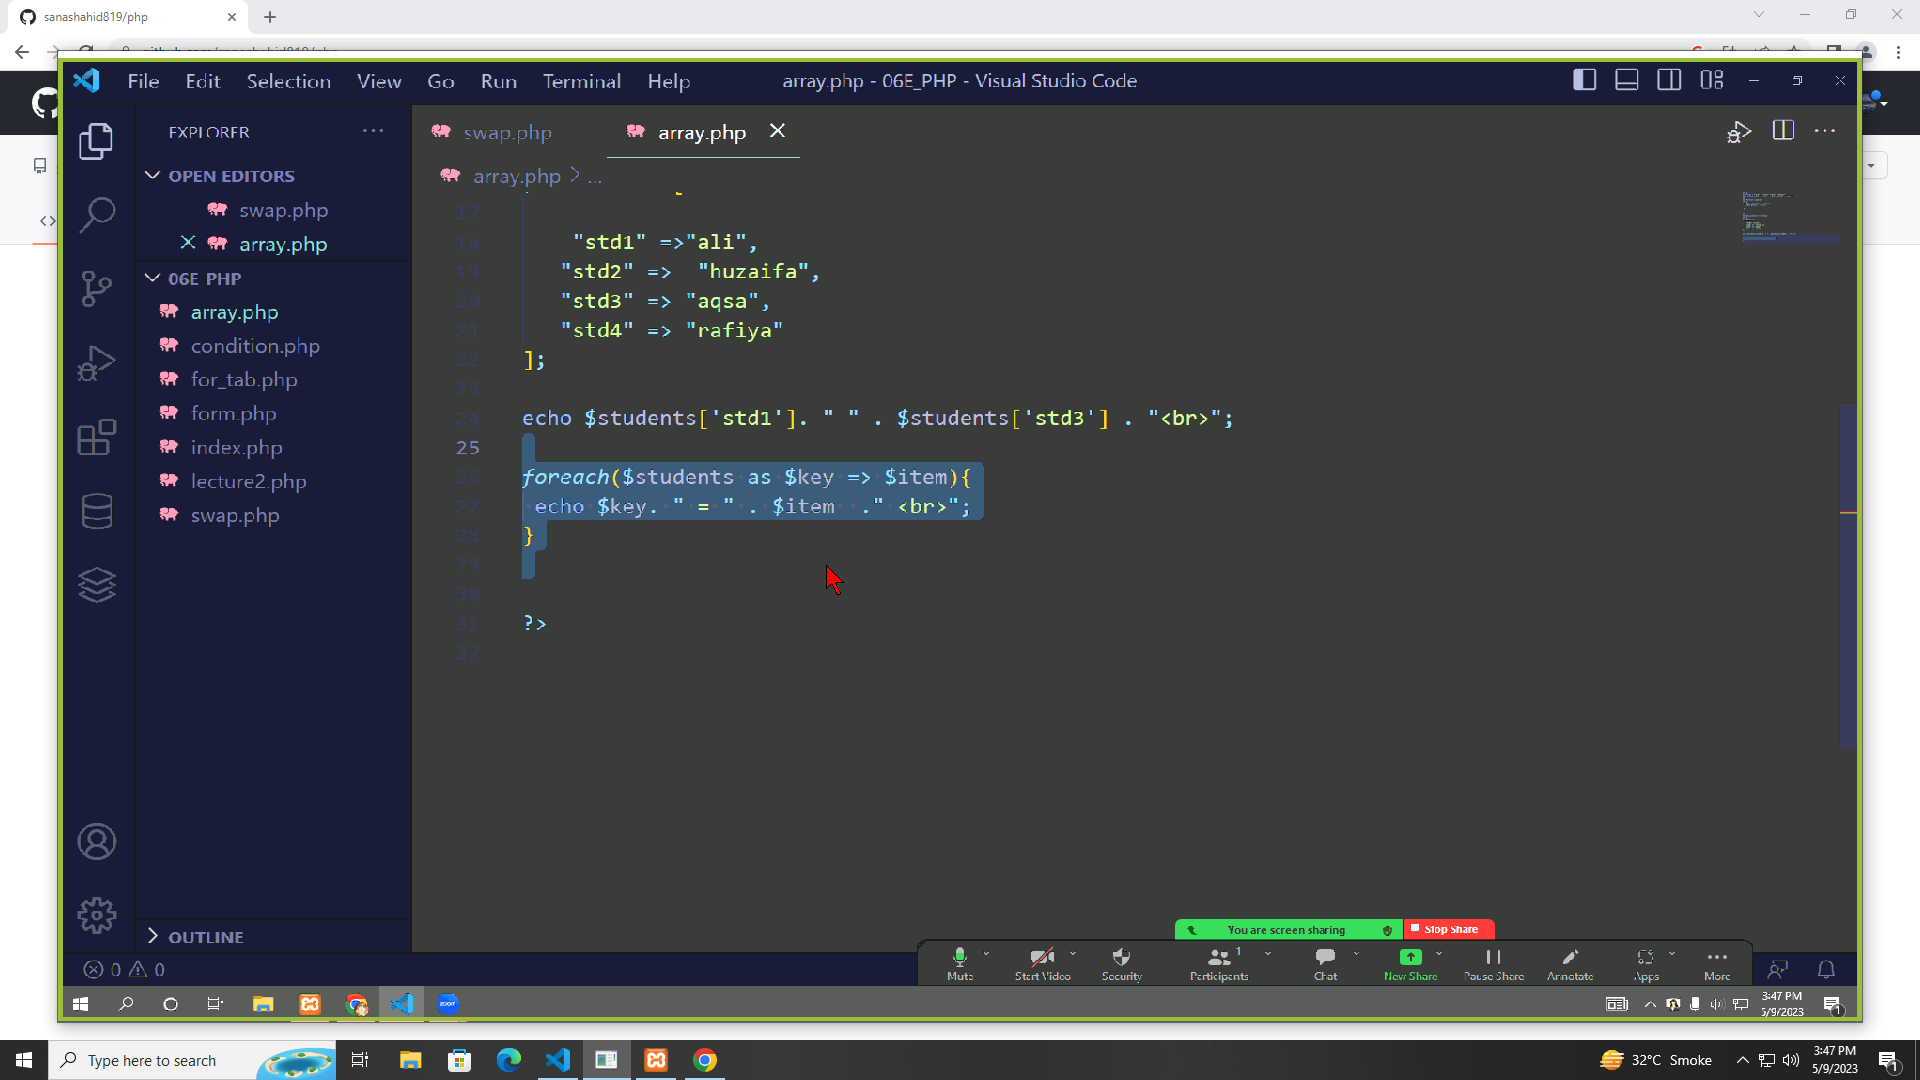 sanashahid819/php
File Edit Selection View Go Run Terminal Help
array.php - 06E_PHP - Visual Studio Code
EXPLORER
OPEN EDITORS
swap.php
array.php
06E_PHP
array.php
condition.php
for_tab.php
form.php
index.php
lecture2.php
swap.php
OUTLINE
swap.php
array.php
array.php > ...
17
18 "std1" =>"ali",
19 "std2" => "huzaifa",
20 "std3" => "aqsa",
21 "std4" => "rafiya"
22 ];
23
24 echo $students['std1']. " " . $students['std3'] . "<br>";
25
26 foreach($students as $key => $item){
27 echo $key. " = " . $item ." <br>";
28 }
29
30
31 ?>
32
You are screen sharing
Stop Share
Mute
Start Video
Security
Participants 1
Chat
New Share
Pause Share
Annotate
Apps
More
0 0
zoom
3:47 PM
5/9/2023
1
Type here to search
32°C Smoke
3:47 PM
5/9/2023
1